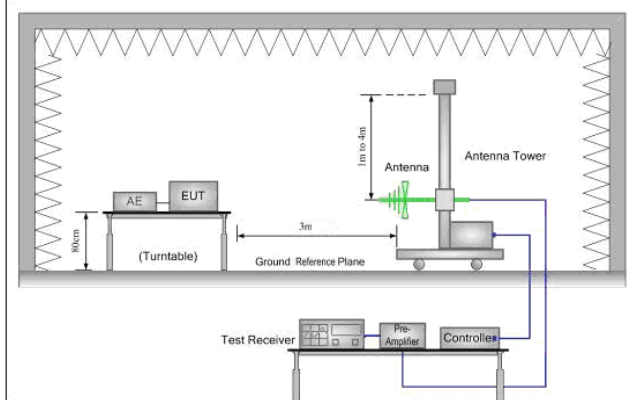 1m to 4m
Antenna
Antenna Tower
AE
EUT
80cm
(Turntable)
3m
Ground Reference Plane
Test Receiver
Pre-
Amplifier
Controller